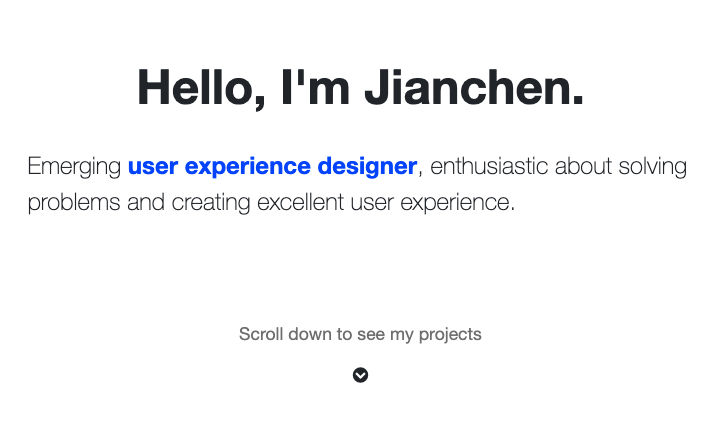 Hello, I'm Jianchen.
Emerging user experience designer, enthusiastic about solving
problems and creating excellent user experience.
Scroll down to see my projects